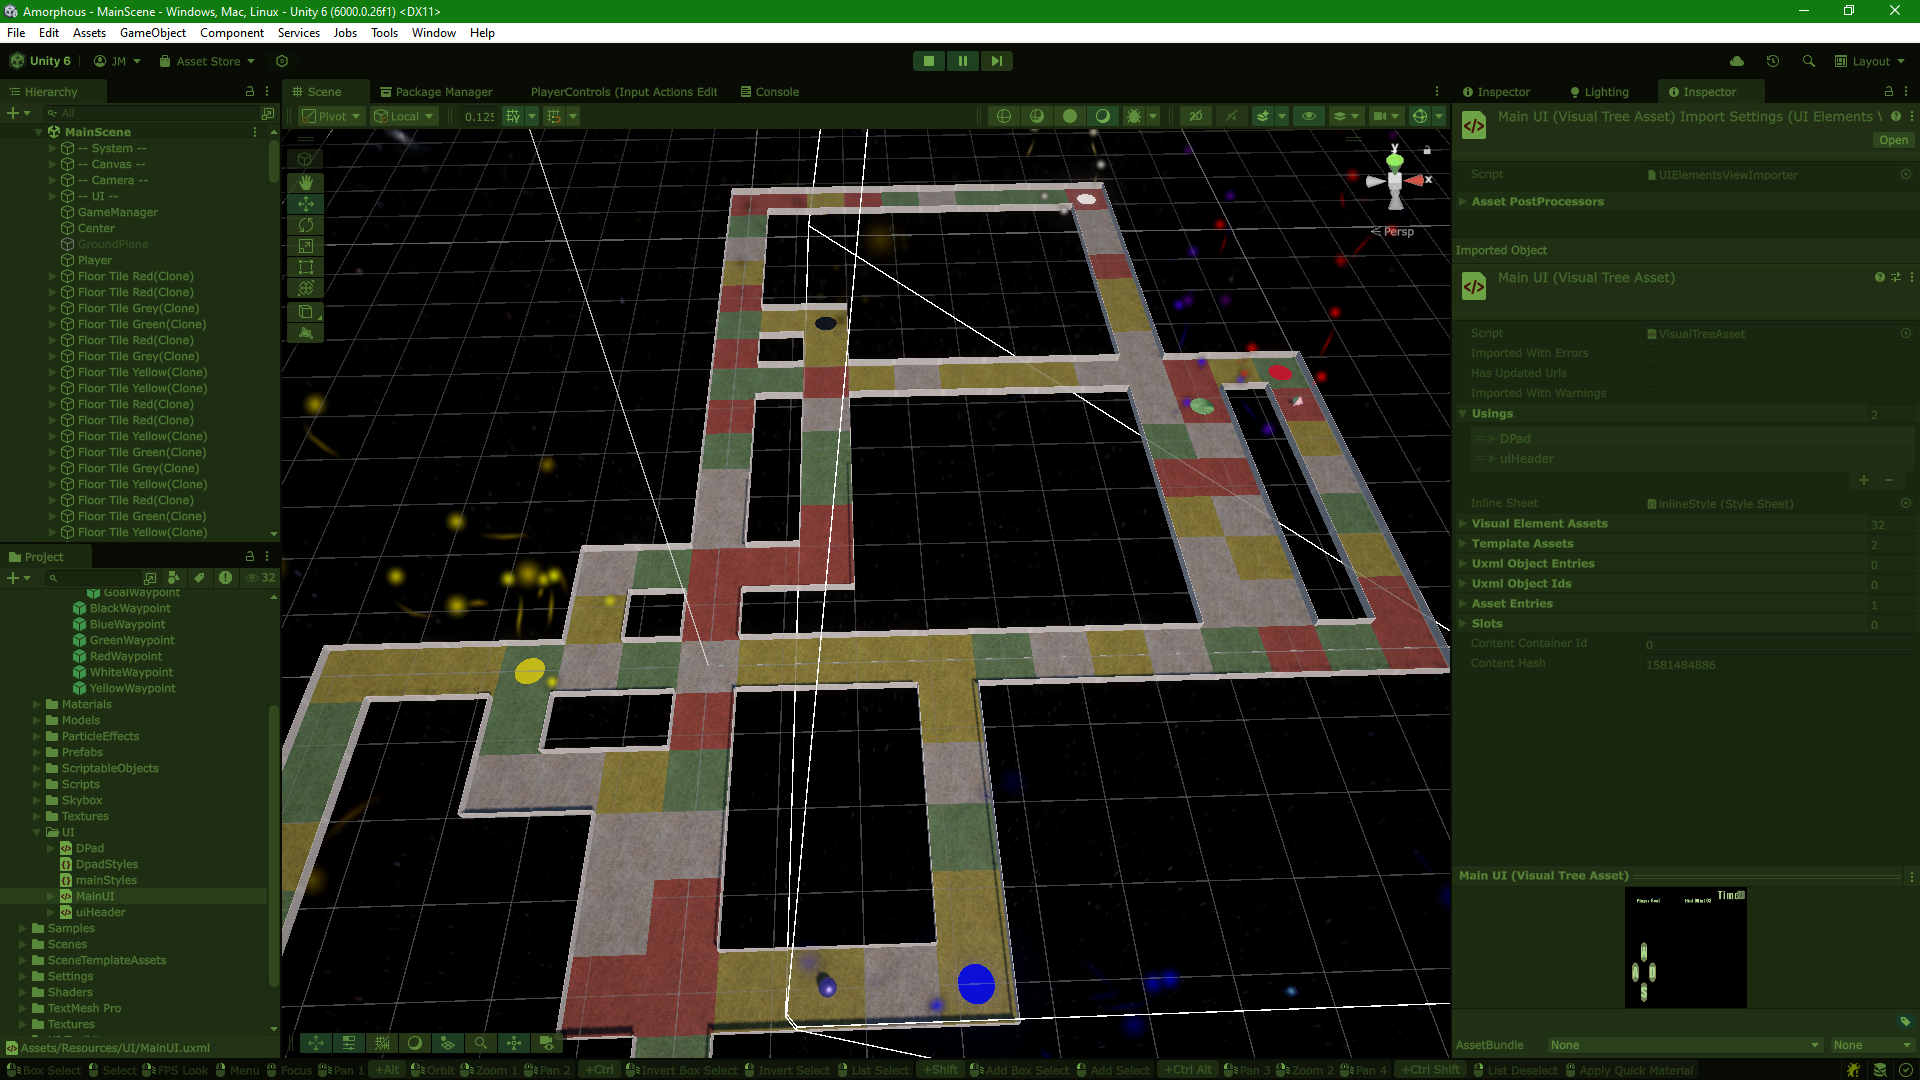 Amorphous - MainScene - Windows, Mac, Linux - Unity 6 (6000.0.26f1) <DX11>
File Edit Assets GameObject Component Services Jobs Tools Window Help
Unity 6 JM Asset Store Layout
Hierarchy
All
MainScene
-- System --
-- Canvas --
-- Camera --
-- UI --
GameManager
Center
GroundPlane
Player
Floor Tile Red(Clone)
Floor Tile Red(Clone)
Floor Tile Grey(Clone)
Floor Tile Green(Clone)
Floor Tile Red(Clone)
Floor Tile Grey(Clone)
Floor Tile Yellow(Clone)
Floor Tile Yellow(Clone)
Floor Tile Red(Clone)
Floor Tile Red(Clone)
Floor Tile Yellow(Clone)
Floor Tile Green(Clone)
Floor Tile Grey(Clone)
Floor Tile Yellow(Clone)
Floor Tile Red(Clone)
Floor Tile Green(Clone)
Floor Tile Yellow(Clone)
Project
32
GoalWaypoint
BlackWaypoint
BlueWaypoint
GreenWaypoint
RedWaypoint
WhiteWaypoint
YellowWaypoint
Materials
Models
ParticleEffects
Prefabs
ScriptableObjects
Scripts
Skybox
Textures
UI
DPad
DpadStyles
mainStyles
MainUI
uiHeader
Samples
Scenes
SceneTemplateAssets
Settings
Shaders
TextMesh Pro
Textures
Assets/Resources/UI/MainUI.uxml
Scene Package Manager PlayerControls (Input Actions Edit Console
Pivot Local 0.125 2D
y
x
Persp
Inspector Lighting Inspector
Main UI (Visual Tree Asset) Import Settings (UI Elements V
Open
Script UIElementsViewImporter
Asset PostProcessors
Imported Object
Main UI (Visual Tree Asset)
Script VisualTreeAsset
Imported With Errors
Has Updated Urls
Imported With Warnings
Usings 2
DPad
uiHeader
Inline Sheet inlineStyle (Style Sheet)
Visual Element Assets 32
Template Assets 2
Uxml Object Entries 0
Uxml Object Ids 0
Asset Entries 1
Slots 0
Content Container Id 0
Content Hash 1581484886
Main UI (Visual Tree Asset)
Player Goal
AssetBundle None None
Box Select Select FPS Look Menu Focus Pan 1 +Alt Orbit Zoom 1 Pan 2 +Ctrl Invert Box Select Invert Select List Select +Shift Add Box Select Add Select +Ctrl Alt Pan 3 Zoom 2 Pan 4 +Ctrl Shift List Deselect Apply Quick Material